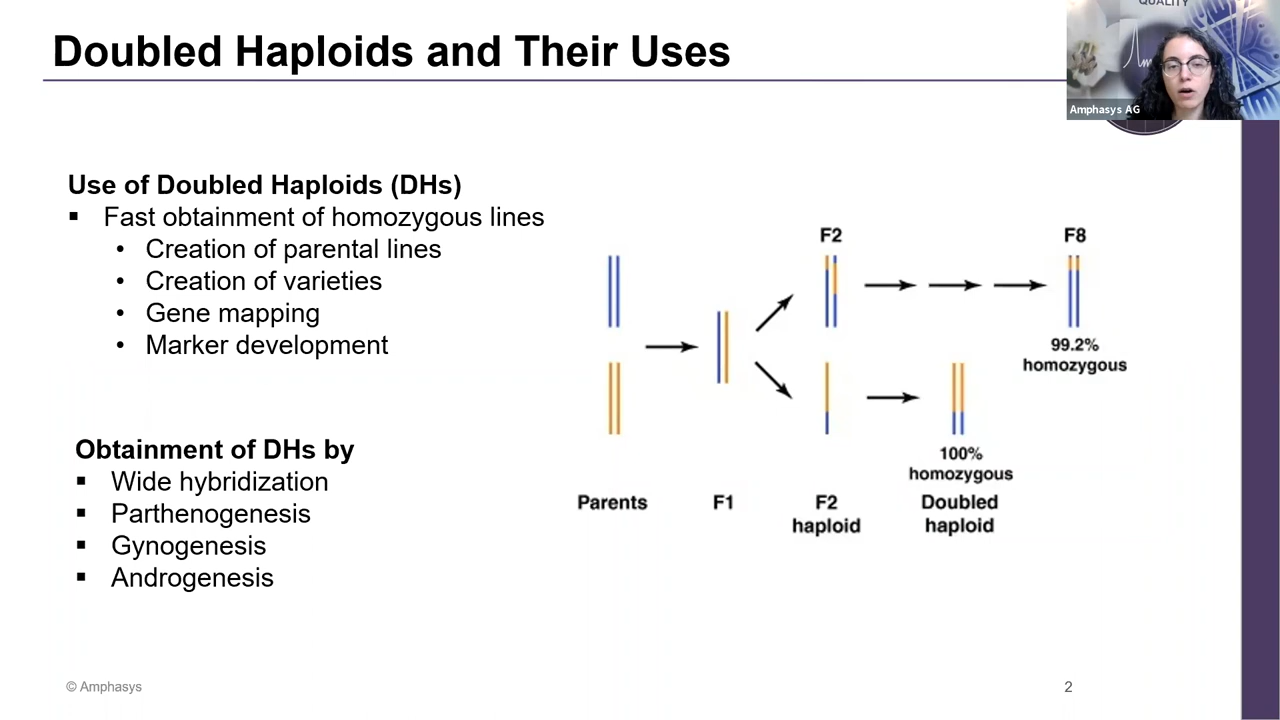 QUALITY
Doubled Haploids and Their Uses
Amphasys AG
Use of Doubled Haploids (DHs)
▪ Fast obtainment of homozygous lines
• Creation of parental lines
• Creation of varieties
• Gene mapping
• Marker development
Obtainment of DHs by
▪ Wide hybridization
▪ Parthenogenesis
▪ Gynogenesis
▪ Androgenesis
F2
F8
99.2%
homozygous
100%
homozygous
Parents
F1
F2
haploid
Doubled
haploid
© Amphasys
2